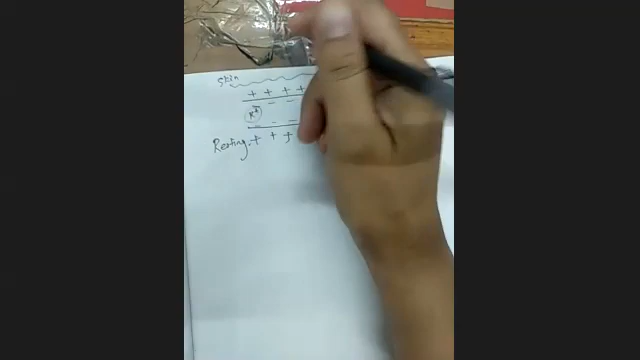 Skin
+ + + +
K+ - -
- - -
Resting. + + +